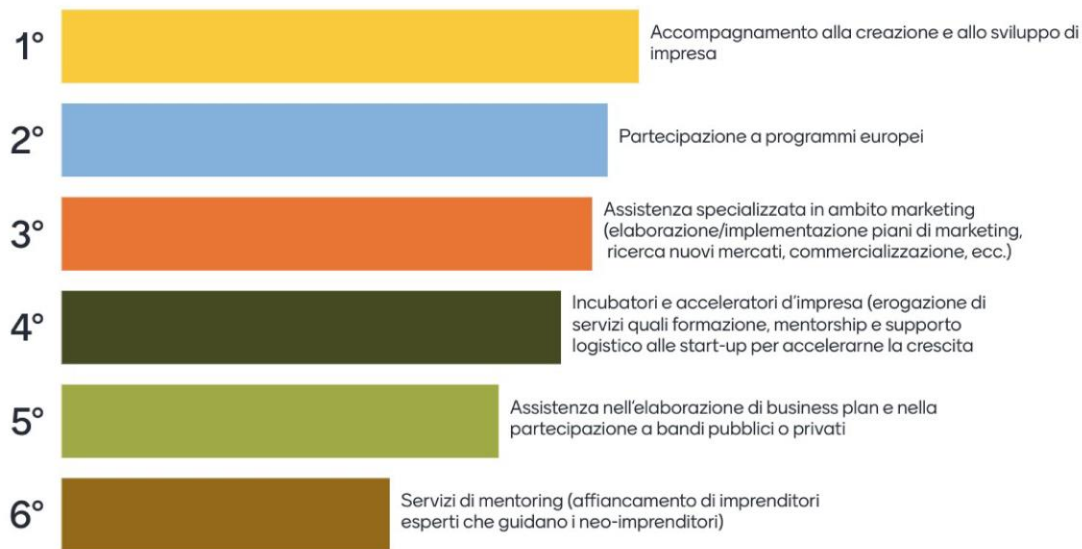 1°
Accompagnamento alla creazione e allo sviluppo di
impresa
2°
Partecipazione a programmi europei
3°
Assistenza specializzata in ambito marketing
(elaborazione/implementazione piani di marketing,
ricerca nuovi mercati, commercializzazione, ecc.)
4°
Incubatori e acceleratori d'impresa (erogazione di
servizi quali formazione, mentorship e supporto
logistico alle start-up per accelerarne la crescita
5°
Assistenza nell'elaborazione di business plan e nella
partecipazione a bandi pubblici o privati
6°
Servizi di mentoring (affiancamento di imprenditori
esperti che guidano i neo-imprenditori)